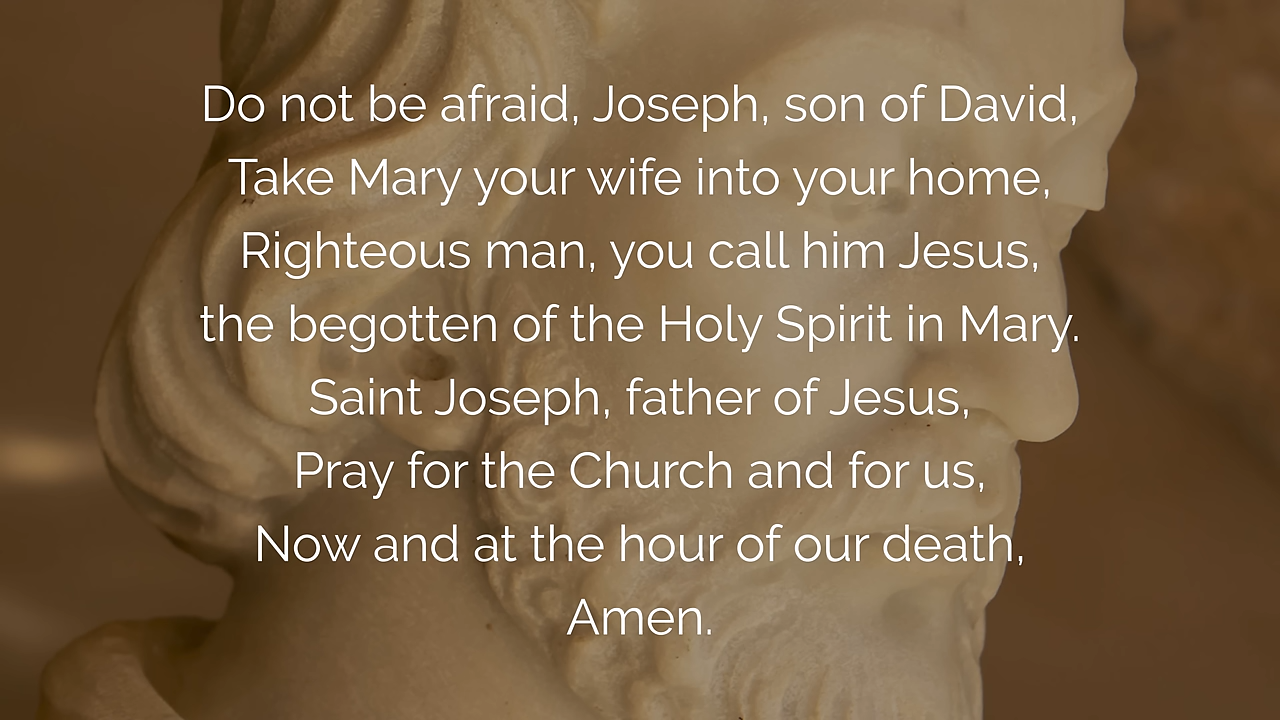 Do not be afraid, Joseph, son of David,
Take Mary your wife into your home,
Righteous man, you call him Jesus,
the begotten of the Holy Spirit in Mary.
Saint Joseph, father of Jesus,
Pray for the Church and for us,
Now and at the hour of our death,
Amen.